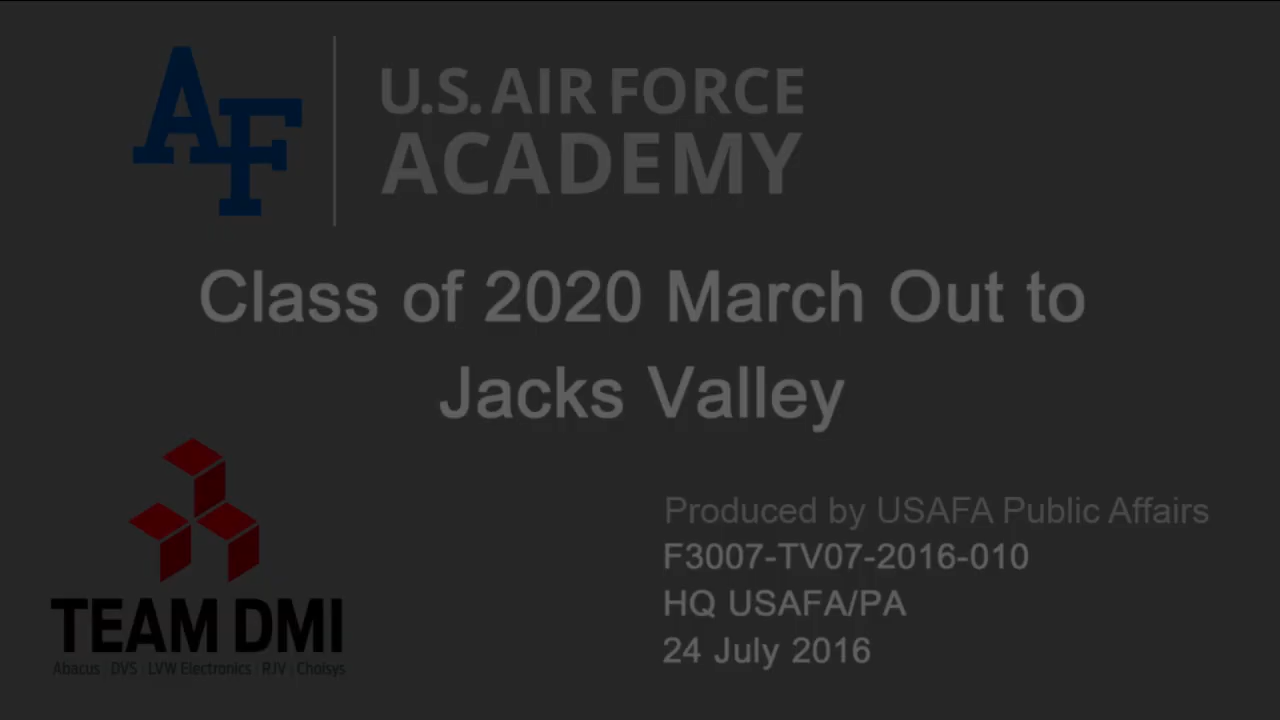 AF
U.S. AIR FORCE
ACADEMY
Class of 2020 March Out to
Jacks Valley
TEAM DMI
Abacus | DVS | LVW Electronics | RJV | Choisys
Produced by USAFA Public Affairs
F3007-TV07-2016-010
HQ USAFA/PA
24 July 2016